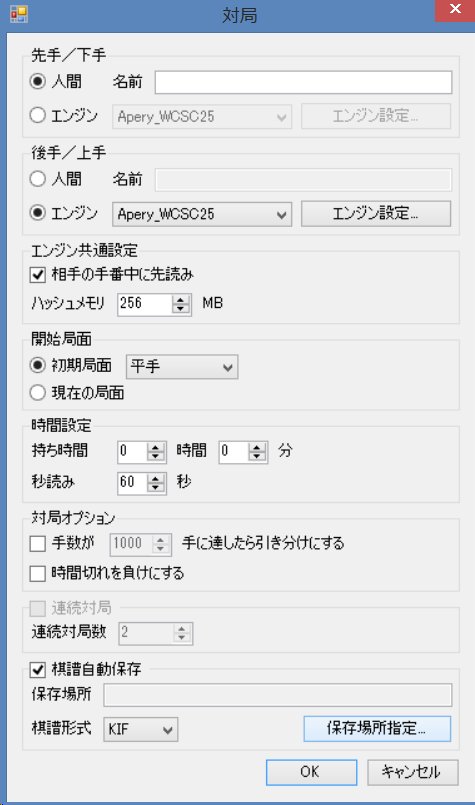 対局
先手／下手
人間 名前
エンジン Apery_WCSC25 エンジン設定...
後手／上手
人間 名前
エンジン Apery_WCSC25 エンジン設定...
エンジン共通設定
相手の手番中に先読み
ハッシュメモリ 256 MB
開始局面
初期局面 平手
現在の局面
時間設定
持ち時間 0 時間 0 分
秒読み 60 秒
対局オプション
手数が 1000 手に達したら引き分けにする
時間切れを負けにする
連続対局
連続対局数 2
棋譜自動保存
保存場所
棋譜形式 KIF 保存場所指定...
OK キャンセル